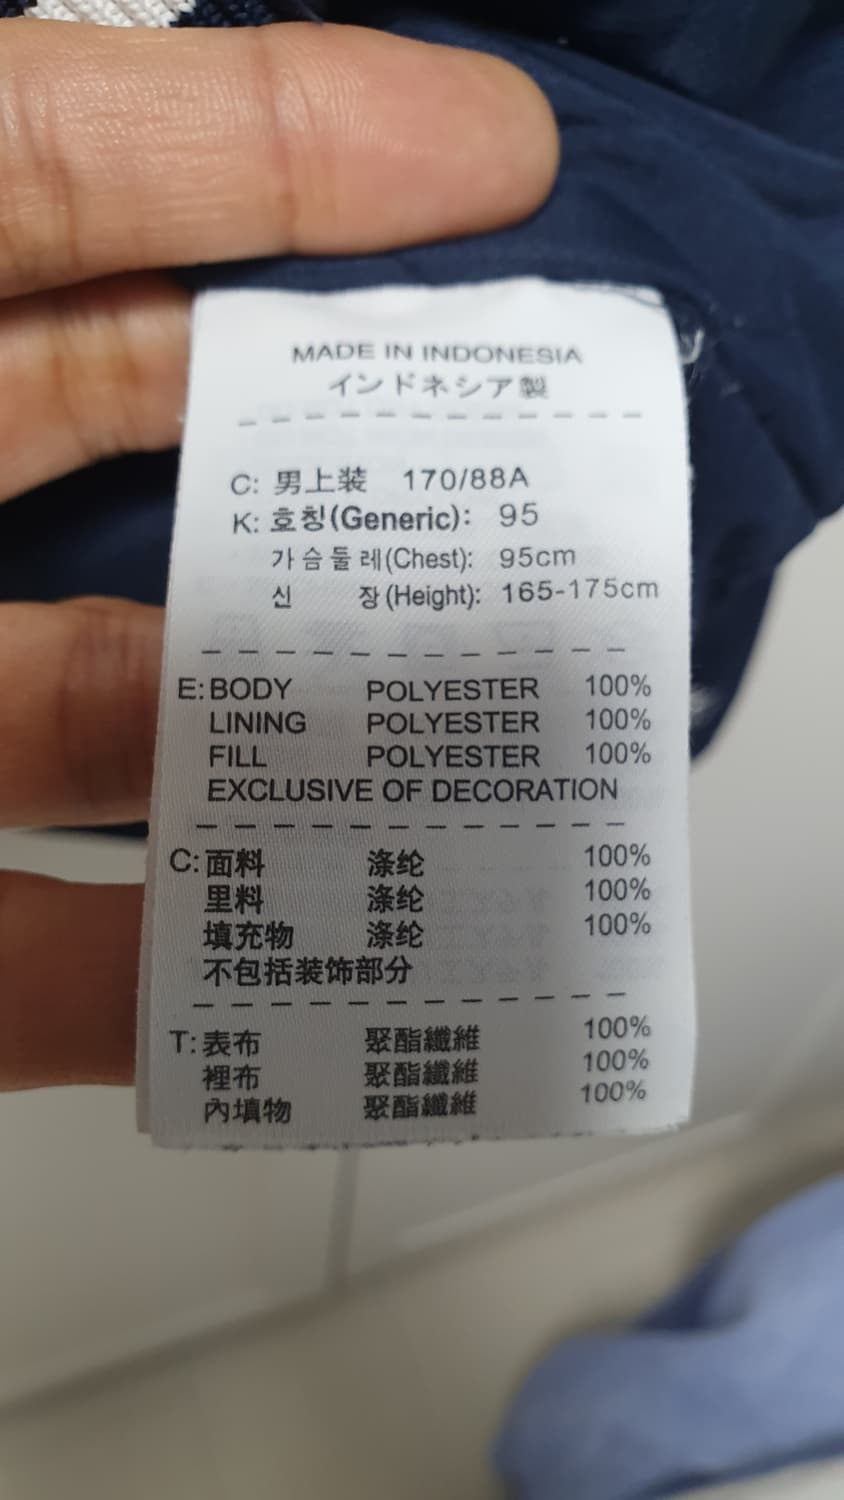 MADE IN INDONESIA
インドネシア製
C: 男上装 170/88A
K: 호칭(Generic): 95
가슴둘레(Chest): 95cm
신 장(Height): 165-175cm
E: BODY POLYESTER 100%
LINING POLYESTER 100%
FILL POLYESTER 100%
EXCLUSIVE OF DECORATION
C: 面料 涤纶 100%
里料 涤纶 100%
填充物 涤纶 100%
不包括装饰部分
T: 表布 聚酯纖維 100%
裡布 聚酯纖維 100%
內填物 聚酯纖維 100%